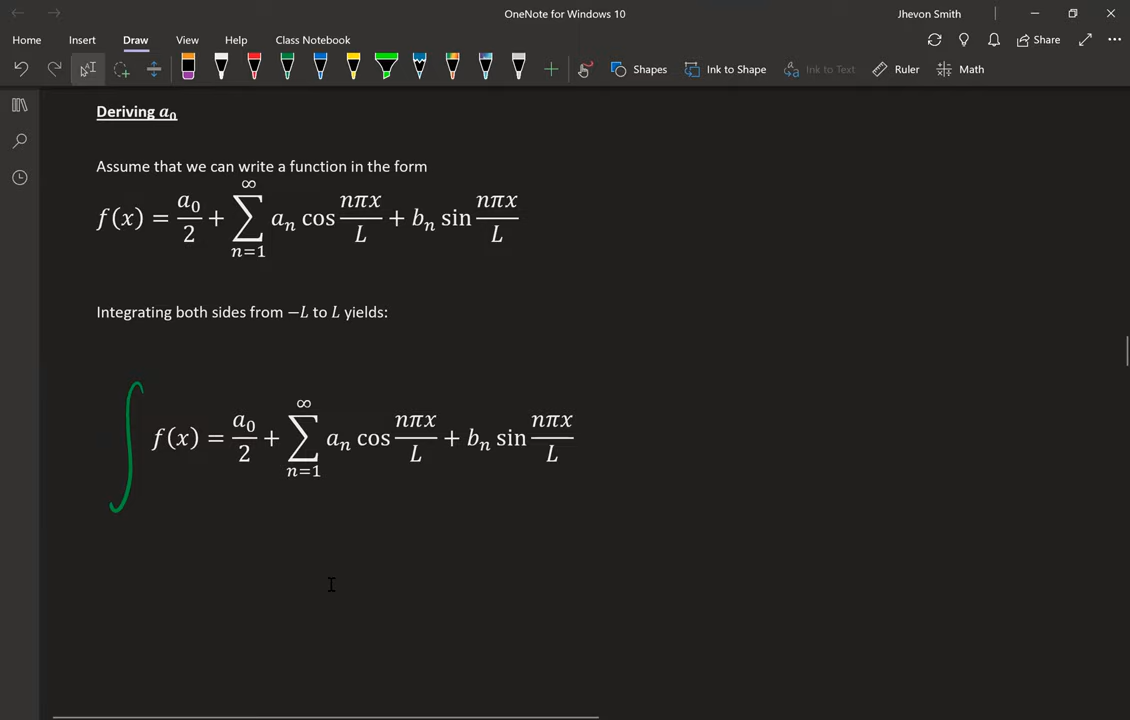 OneNote for Windows 10
Jhevon Smith
Home Insert Draw View Help Class Notebook
Share
Shapes Ink to Shape Ink to Text Ruler Math
Deriving a₀
Assume that we can write a function in the form
f(x) = a₀/2 + ∑_{n=1}^{∞} aₙ cos nπx/L + bₙ sin nπx/L
Integrating both sides from −L to L yields:
∫ f(x) = a₀/2 + ∑_{n=1}^{∞} aₙ cos nπx/L + bₙ sin nπx/L